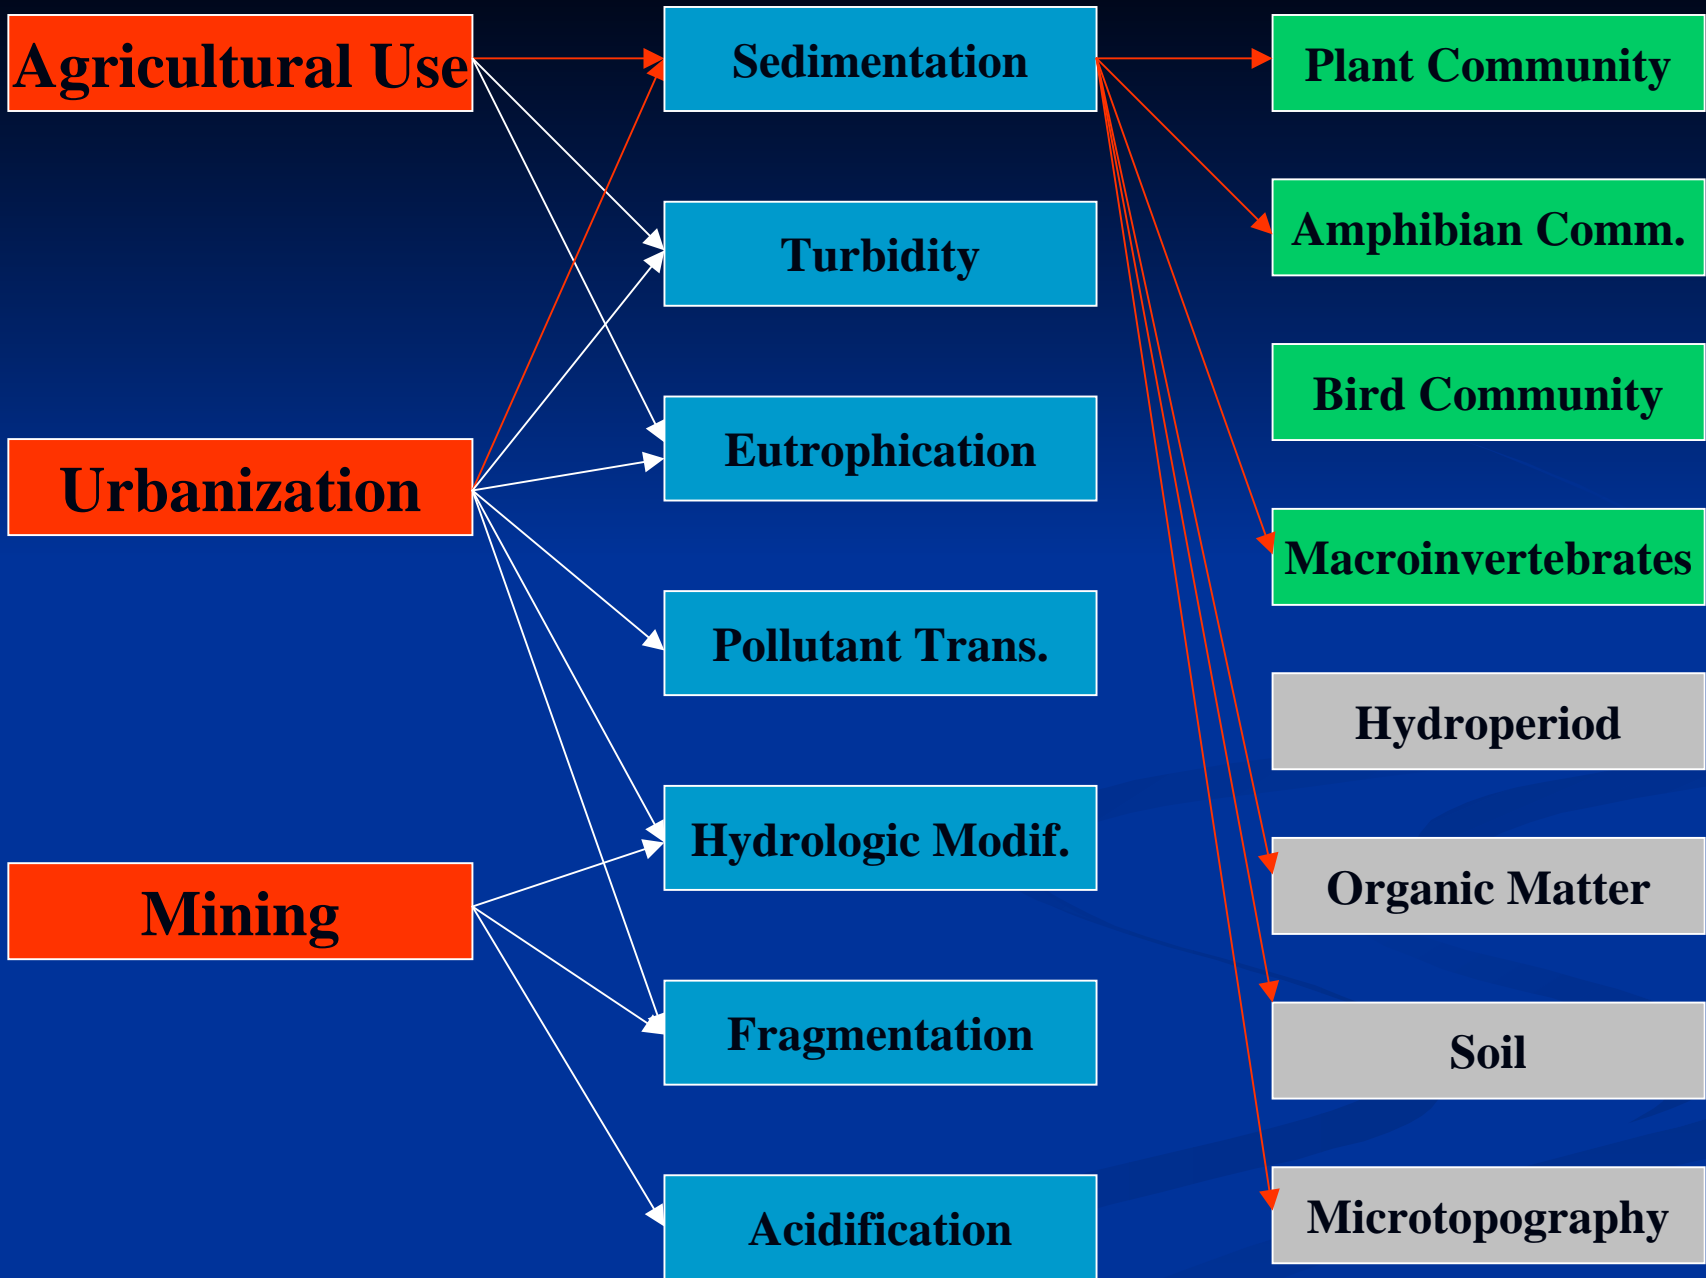 Agricultural Use
Urbanization
Mining
Sedimentation
Turbidity
Eutrophication
Pollutant Trans.
Hydrologic Modif.
Fragmentation
Acidification
Plant Community
Amphibian Comm.
Bird Community
Macroinvertebrates
Hydroperiod
Organic Matter
Soil
Microtopography